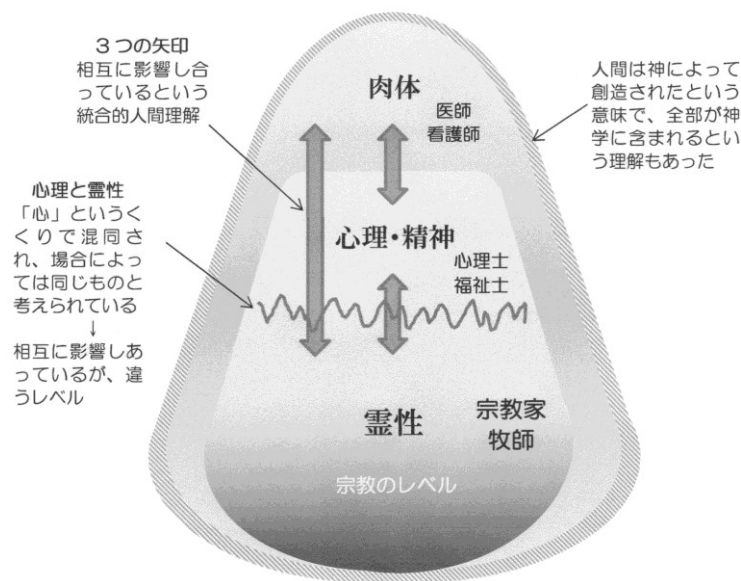 3つの矢印
相互に影響し合
っているという
統合的人間理解
心理と霊性
「心」というく
くりで混同さ
れ、場合によっ
ては同じものと
考えられている
↓
相互に影響しあ
っているが、違
うレベル
肉体
医師
看護師
心理・精神
心理士
福祉士
霊性
宗教家
牧師
宗教のレベル
人間は神によって
創造されたという
意味で、全部が神
学に含まれるとい
う理解もあった